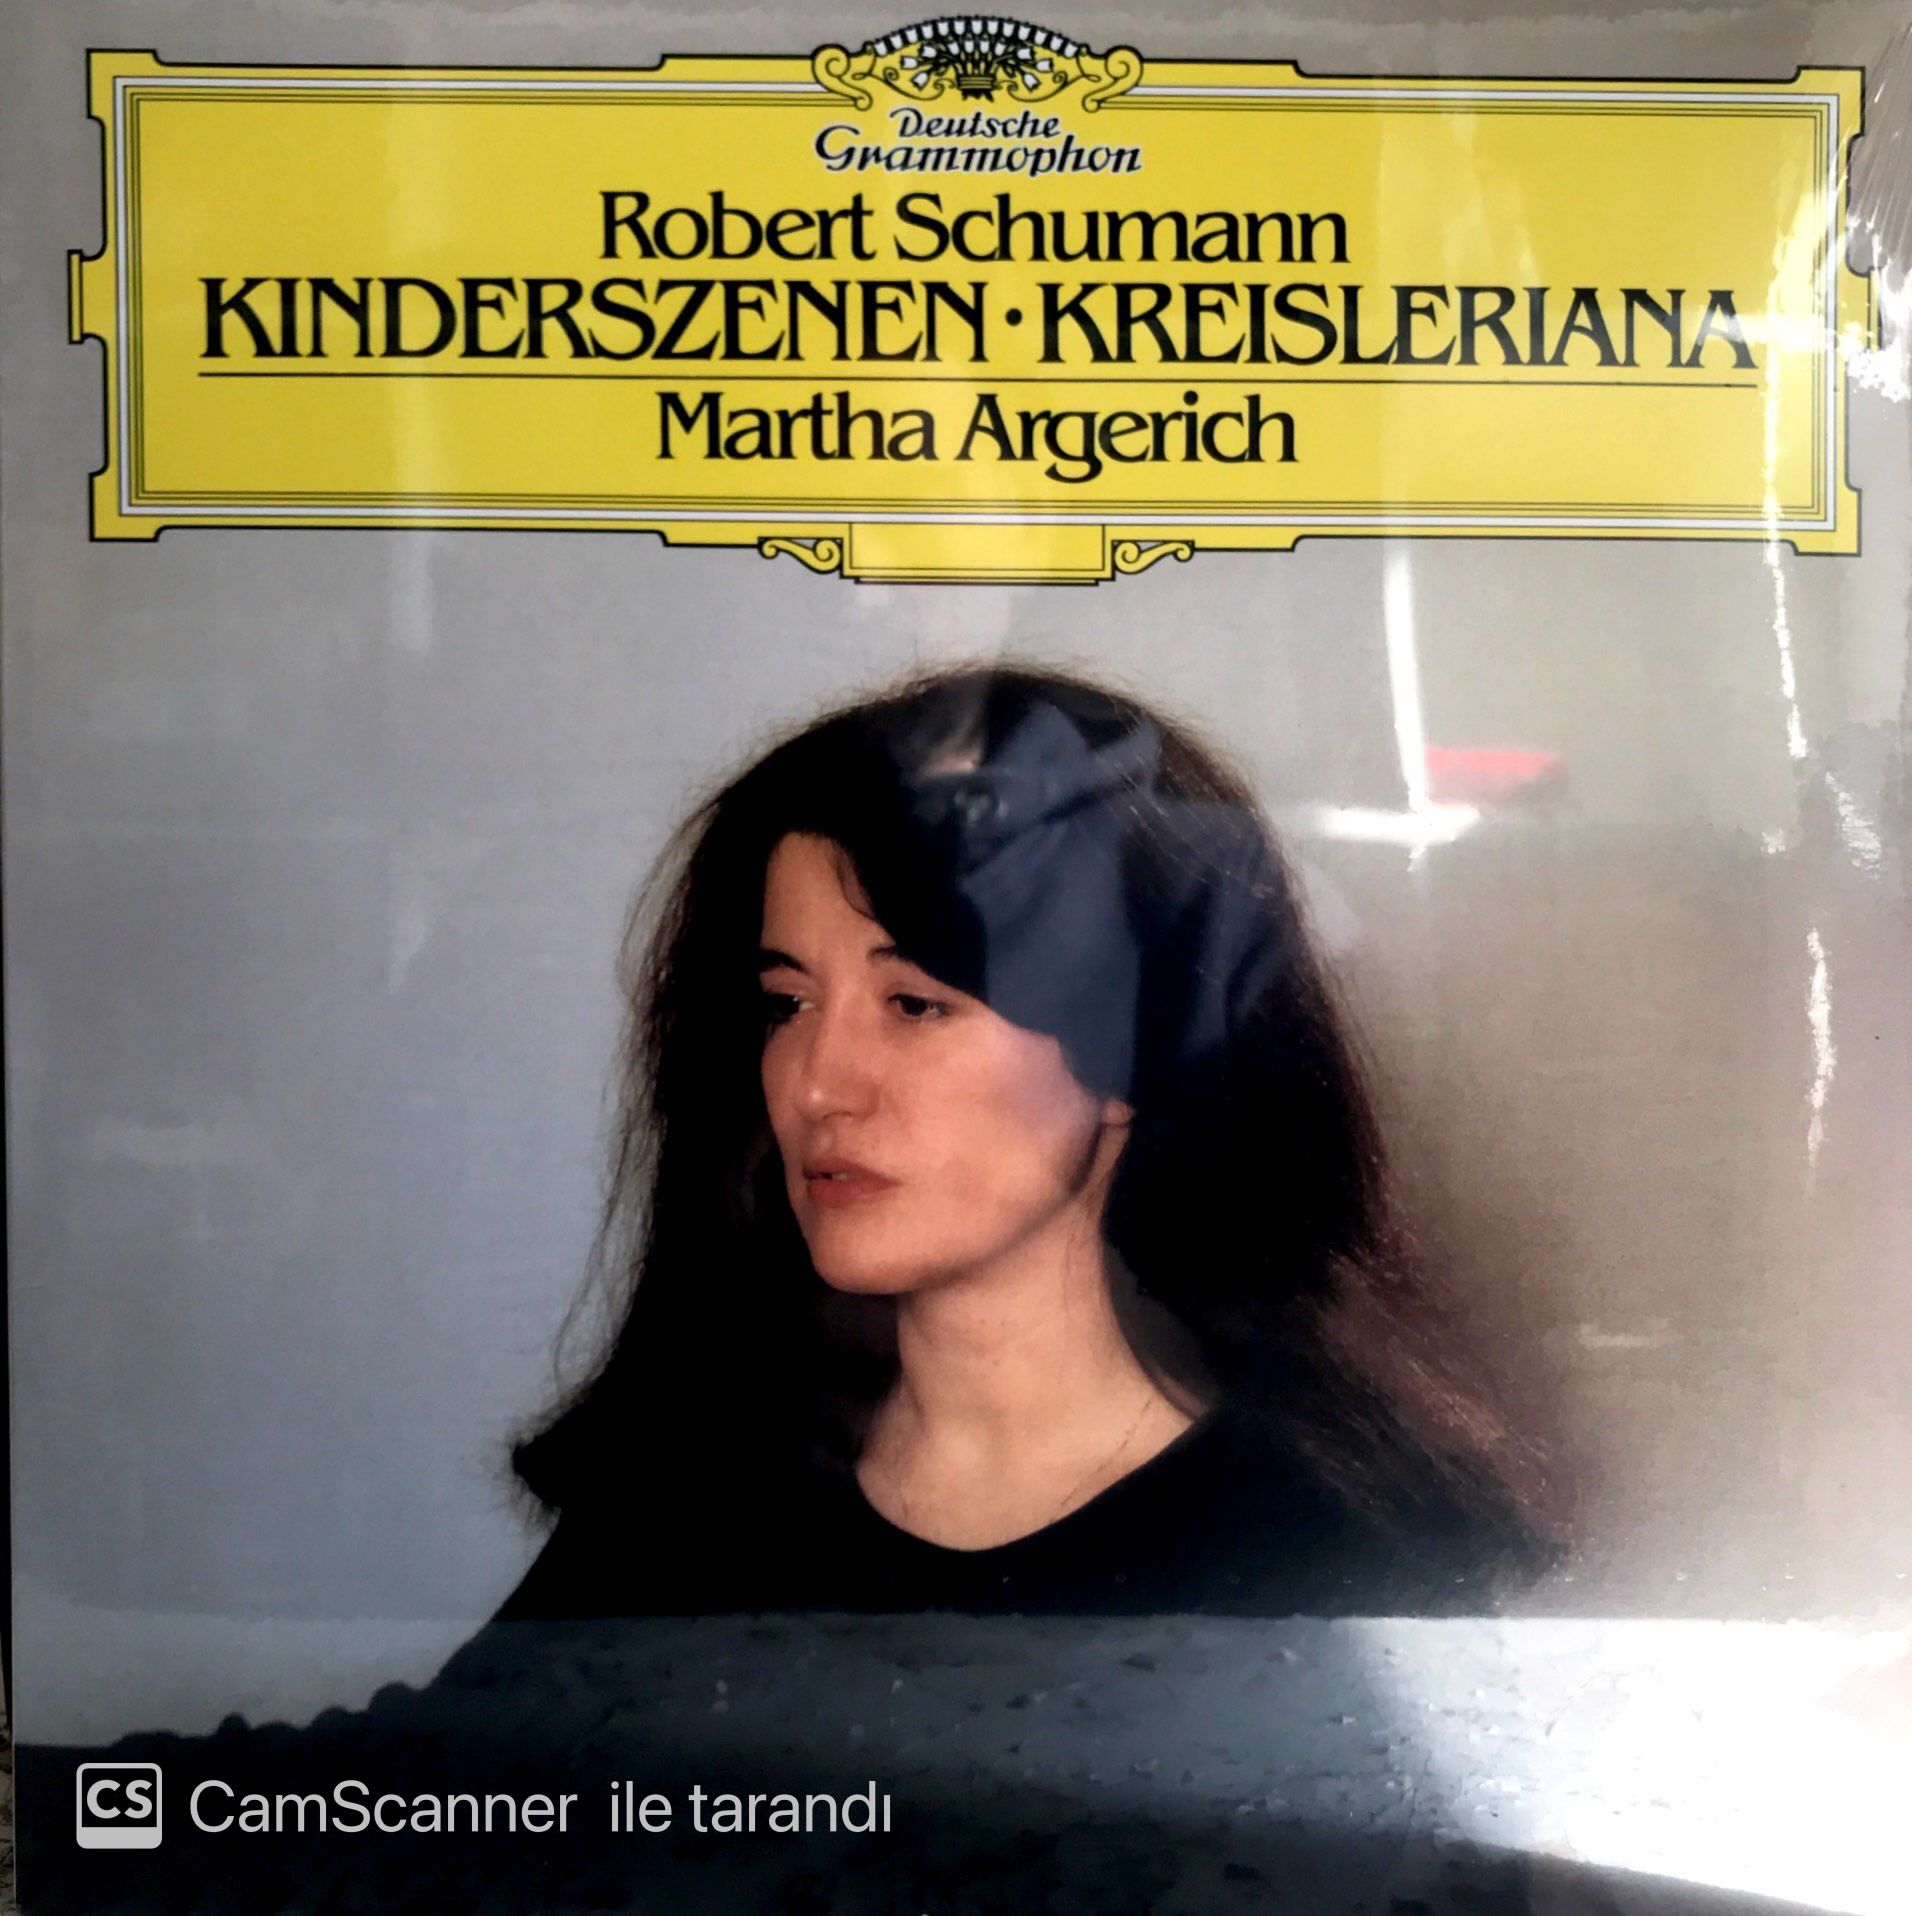 Deutsche
Grammophon
Robert Schumann
KINDERSZENEN · KREISLERIANA
Martha Argerich
CS CamScanner ile tarandı